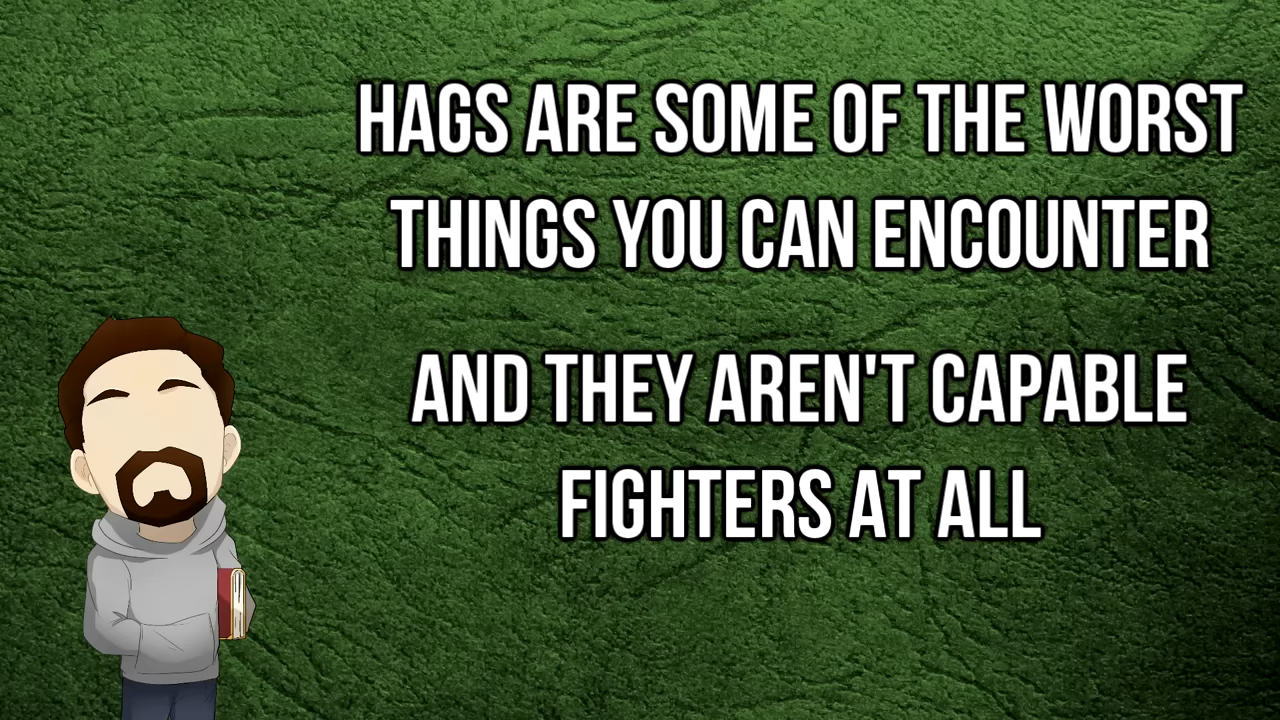 HAGS ARE SOME OF THE WORST
THINGS YOU CAN ENCOUNTER
AND THEY AREN'T CAPABLE
FIGHTERS AT ALL